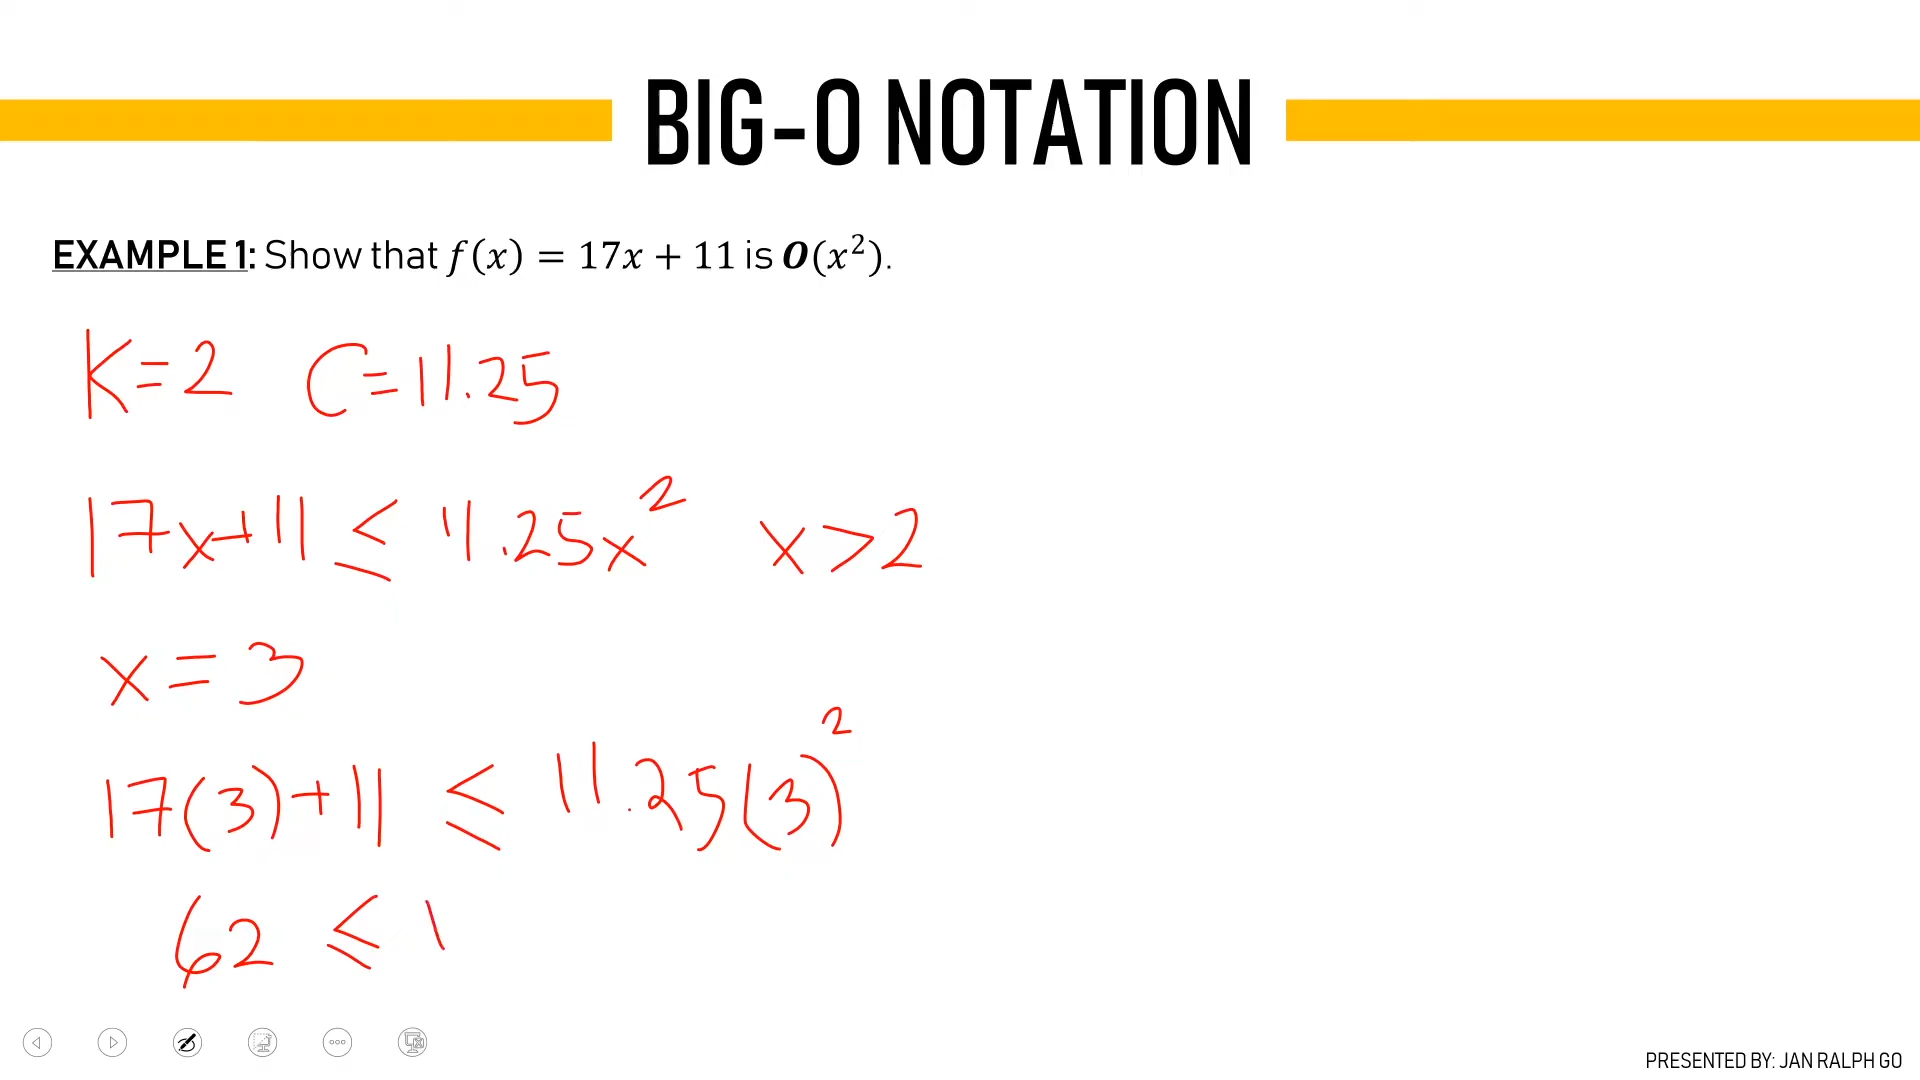 BIG-O NOTATION
EXAMPLE 1: Show that f(x) = 17x + 11 is O(x²).
K=2 C=11.25
17x+11 ≤ 11.25x² x>2
x = 3
17(3)+11 ≤ 11.25(3)²
62 ≤ 1
PRESENTED BY: JAN RALPH GO